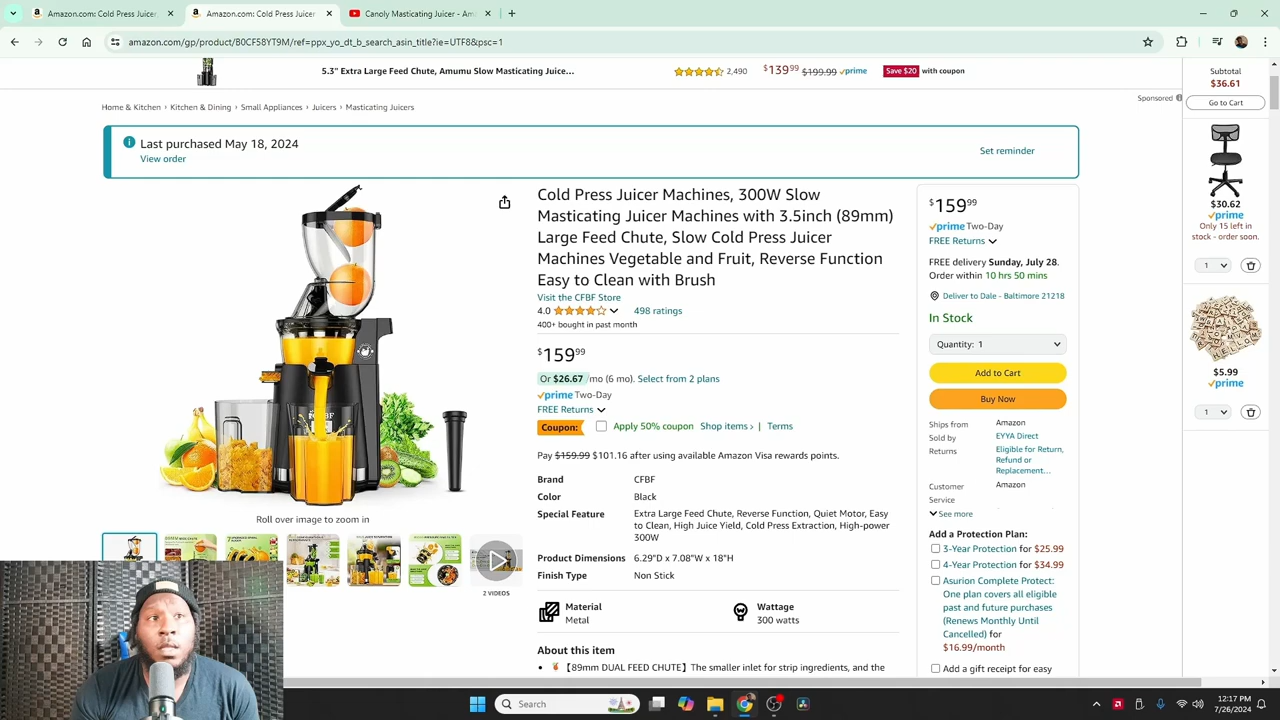 Amazon.com: Cold Press Juicer
Amazon.com: Cold Press Juicer
Canoly Masticating Juicer - Am
amazon.com/gp/product/B0CF58YT9M/ref=ppx_yo_dt_b_search_asin_title?ie=UTF8&psc=1
5.3" Extra Large Feed Chute, Amumu Slow Masticating Juice... 2,490 $139.99 $199.99 prime Save $20 with coupon
Sponsored
Subtotal
$36.61
Go to Cart
Home & Kitchen › Kitchen & Dining › Small Appliances › Juicers › Masticating Juicers
Last purchased May 18, 2024
View order
Set reminder
Cold Press Juicer Machines, 300W Slow
Masticating Juicer Machines with 3.5inch (89mm)
Large Feed Chute, Slow Cold Press Juicer
Machines Vegetable and Fruit, Reverse Function
Easy to Clean with Brush
Visit the CFBF Store
4.0 498 ratings
400+ bought in past month
$159.99
Or $26.67 /mo (6 mo). Select from 2 plans
prime Two-Day
FREE Returns
Coupon: Apply 50% coupon Shop items › | Terms
Pay $159.99 $101.16 after using available Amazon Visa rewards points.
Brand CFBF
Color Black
Special Feature Extra Large Feed Chute, Reverse Function, Quiet Motor, Easy
to Clean, High Juice Yield, Cold Press Extraction, High-power
300W
Product Dimensions 6.29"D x 7.08"W x 18"H
Finish Type Non Stick
Material
Metal
Wattage
300 watts
About this item
【89mm DUAL FEED CHUTE】The smaller inlet for strip ingredients, and the
CFBF
Roll over image to zoom in
2 VIDEOS
$159.99
prime Two-Day
FREE Returns
FREE delivery Sunday, July 28.
Order within 10 hrs 50 mins
Deliver to Dale - Baltimore 21218
In Stock
Quantity: 1
Add to Cart
Buy Now
Ships from Amazon
Sold by EYYA Direct
Returns Eligible for Return,
Refund or
Replacement...
Customer Amazon
Service
See more
Add a Protection Plan:
3-Year Protection for $25.99
4-Year Protection for $34.99
Asurion Complete Protect:
One plan covers all eligible
past and future purchases
(Renews Monthly Until
Cancelled) for
$16.99/month
Add a gift receipt for easy
$30.62
prime
Only 15 left in
stock - order soon.
1
$5.99
prime
1
Search
12:17 PM
7/26/2024